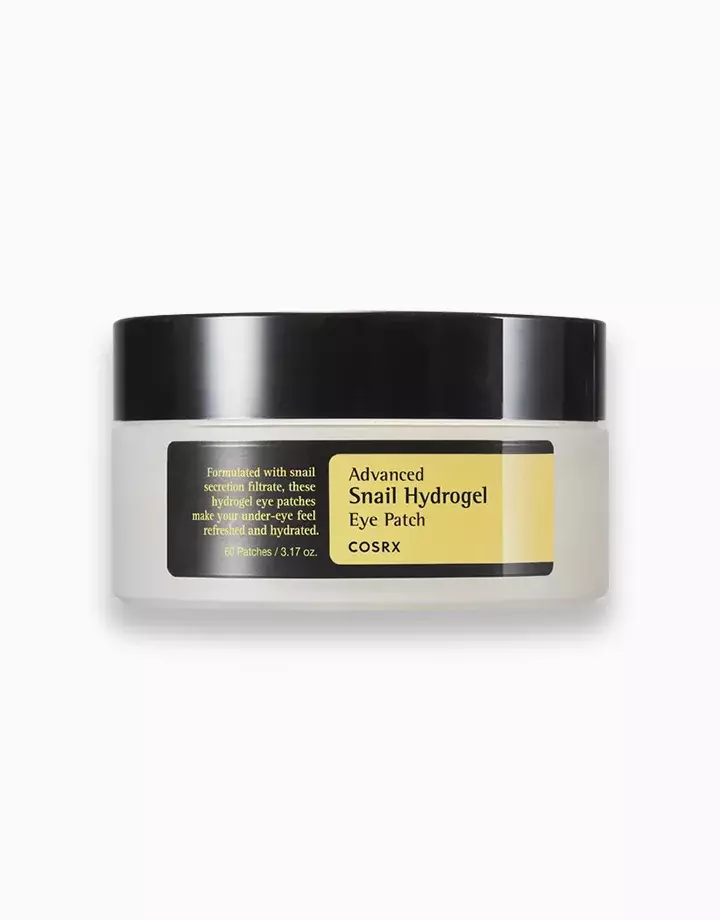 Formulated with snail
secretion filtrate, these
hydrogel eye patches
make your under-eye feel
refreshed and hydrated.
60 Patches / 3.17 oz.
Advanced
Snail Hydrogel
Eye Patch
COSRX